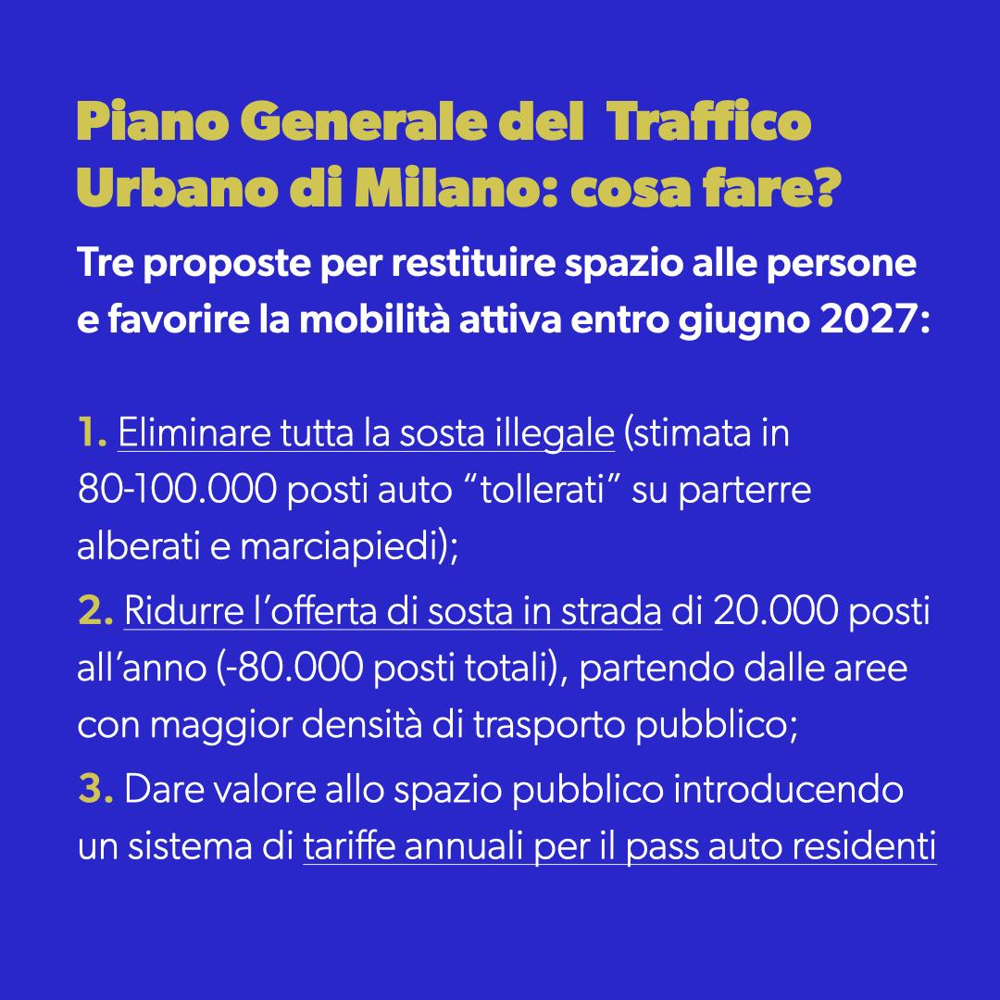 Piano Generale del  Traffico
Urbano di Milano: cosa fare?
Tre proposte per restituire spazio alle persone
e favorire la mobilità attiva entro giugno 2027:
1. Eliminare tutta la sosta illegale (stimata in
80-100.000 posti auto “tollerati” su parterre
alberati e marciapiedi);
2. Ridurre l’offerta di sosta in strada di 20.000 posti
all’anno (-80.000 posti totali), partendo dalle aree
con maggior densità di trasporto pubblico;
3. Dare valore allo spazio pubblico introducendo
un sistema di tariffe annuali per il pass auto residenti